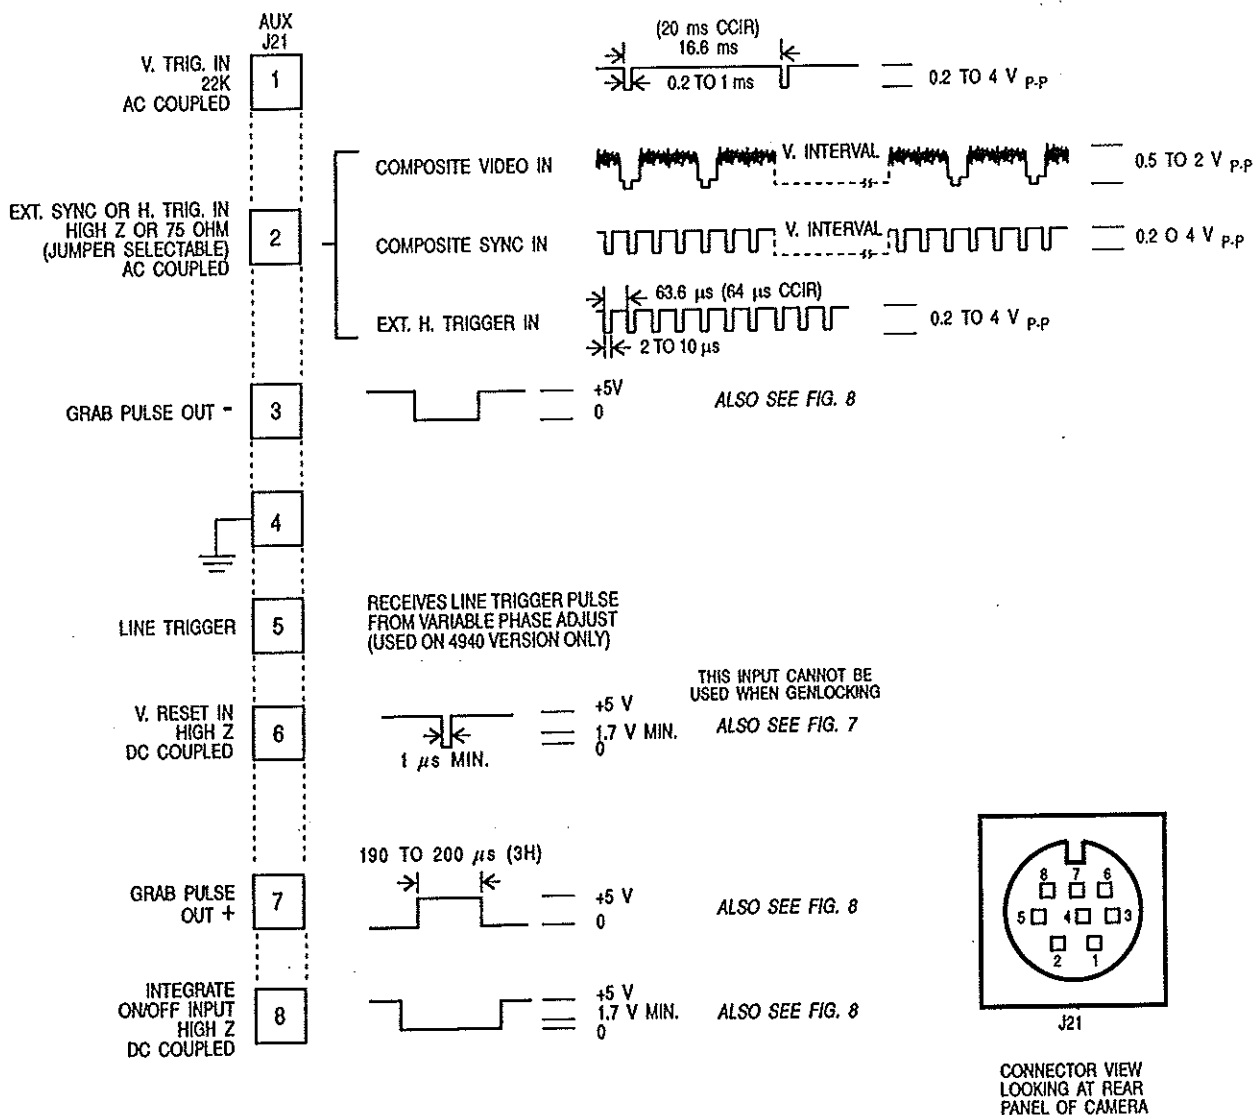 AUX
J21
V. TRIG. IN
22K
AC COUPLED
1
(20 ms CCIR)
16.6 ms
0.2 TO 1 ms
0.2 TO 4 V P-P
EXT. SYNC OR H. TRIG. IN
HIGH Z OR 75 OHM
(JUMPER SELECTABLE)
AC COUPLED
2
COMPOSITE VIDEO IN
V. INTERVAL
0.5 TO 2 V P-P
COMPOSITE SYNC IN
V. INTERVAL
0.2 O 4 V P-P
EXT. H. TRIGGER IN
63.6 µs (64 µs CCIR)
2 TO 10 µs
0.2 TO 4 V P-P
GRAB PULSE OUT -
3
+5V
0
ALSO SEE FIG. 8
4
LINE TRIGGER
5
RECEIVES LINE TRIGGER PULSE
FROM VARIABLE PHASE ADJUST
(USED ON 4940 VERSION ONLY)
V. RESET IN
HIGH Z
DC COUPLED
6
1 µs MIN.
+5 V
1.7 V MIN.
0
THIS INPUT CANNOT BE
USED WHEN GENLOCKING
ALSO SEE FIG. 7
GRAB PULSE
OUT +
7
190 TO 200 µs (3H)
+5 V
0
ALSO SEE FIG. 8
INTEGRATE
ON/OFF INPUT
HIGH Z
DC COUPLED
8
+5 V
1.7 V MIN.
0
ALSO SEE FIG. 8
8 7 6
5 4 3
2 1
J21
CONNECTOR VIEW
LOOKING AT REAR
PANEL OF CAMERA